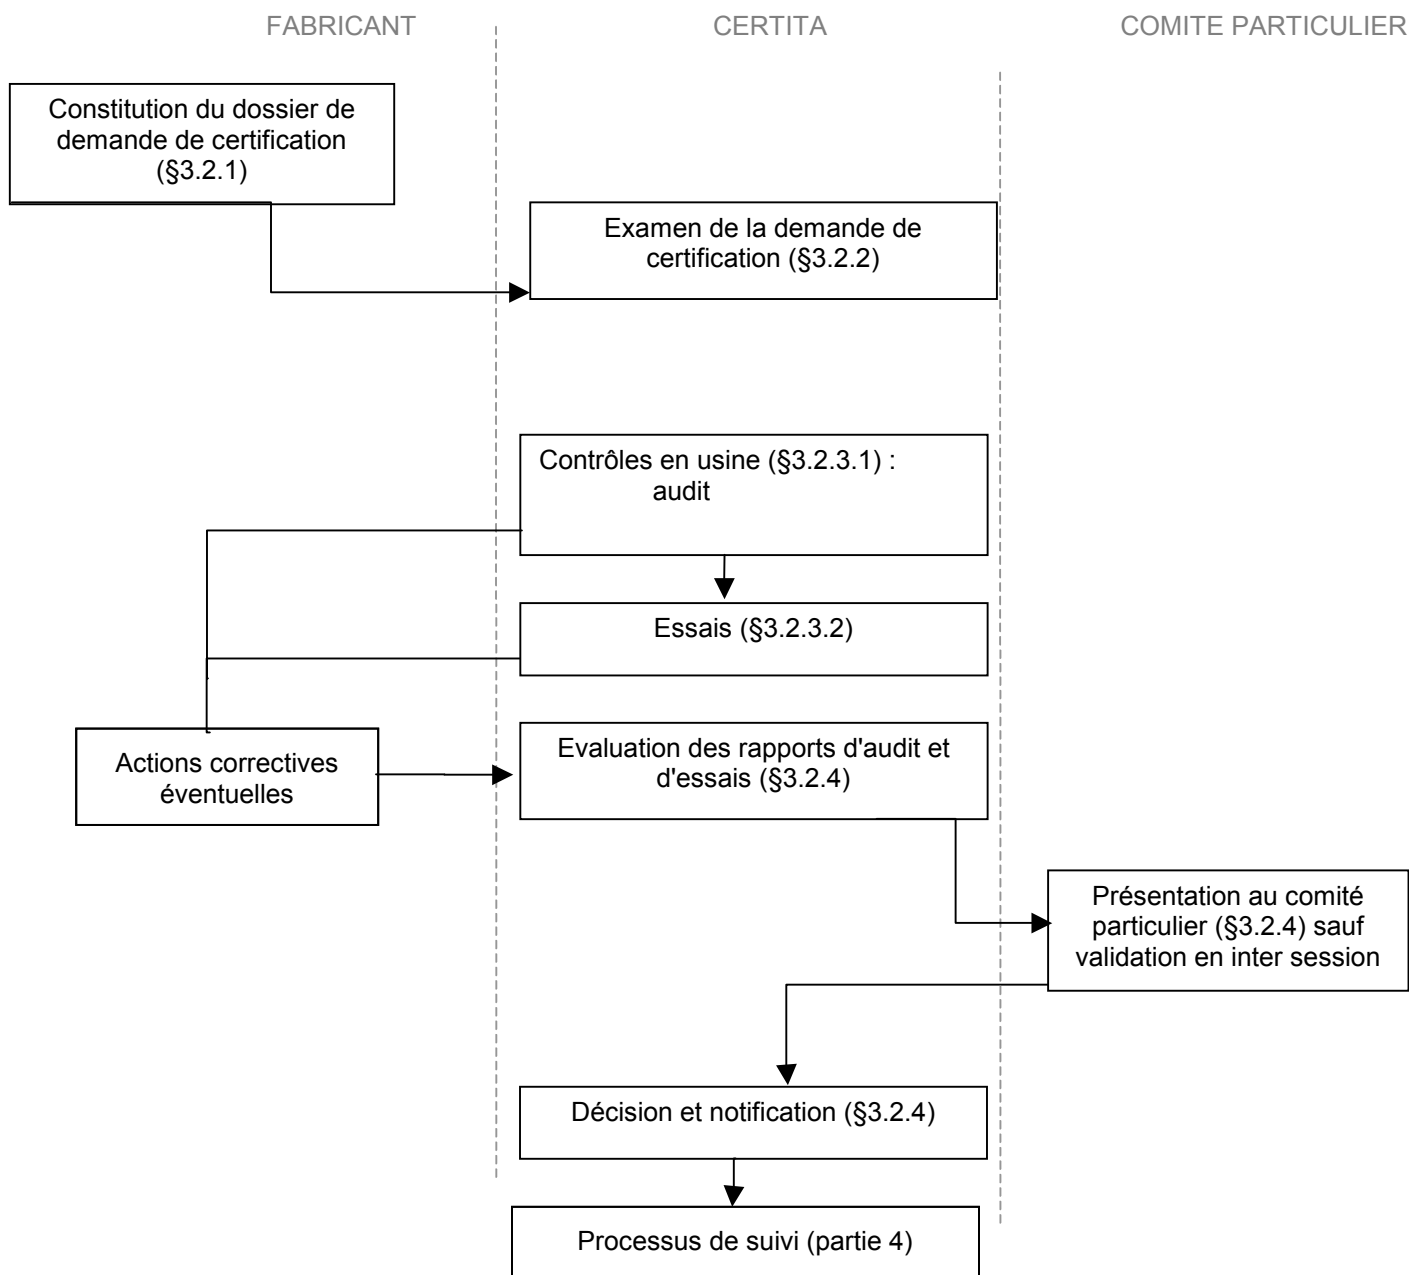 FABRICANT
CERTITA
COMITE PARTICULIER
Constitution du dossier de
demande de certification
(§3.2.1)
Examen de la demande de
certification (§3.2.2)
Contrôles en usine (§3.2.3.1) :
audit
Essais (§3.2.3.2)
Actions correctives
éventuelles
Evaluation des rapports d'audit et
d'essais (§3.2.4)
Présentation au comité
particulier (§3.2.4) sauf
validation en inter session
Décision et notification (§3.2.4)
Processus de suivi (partie 4)